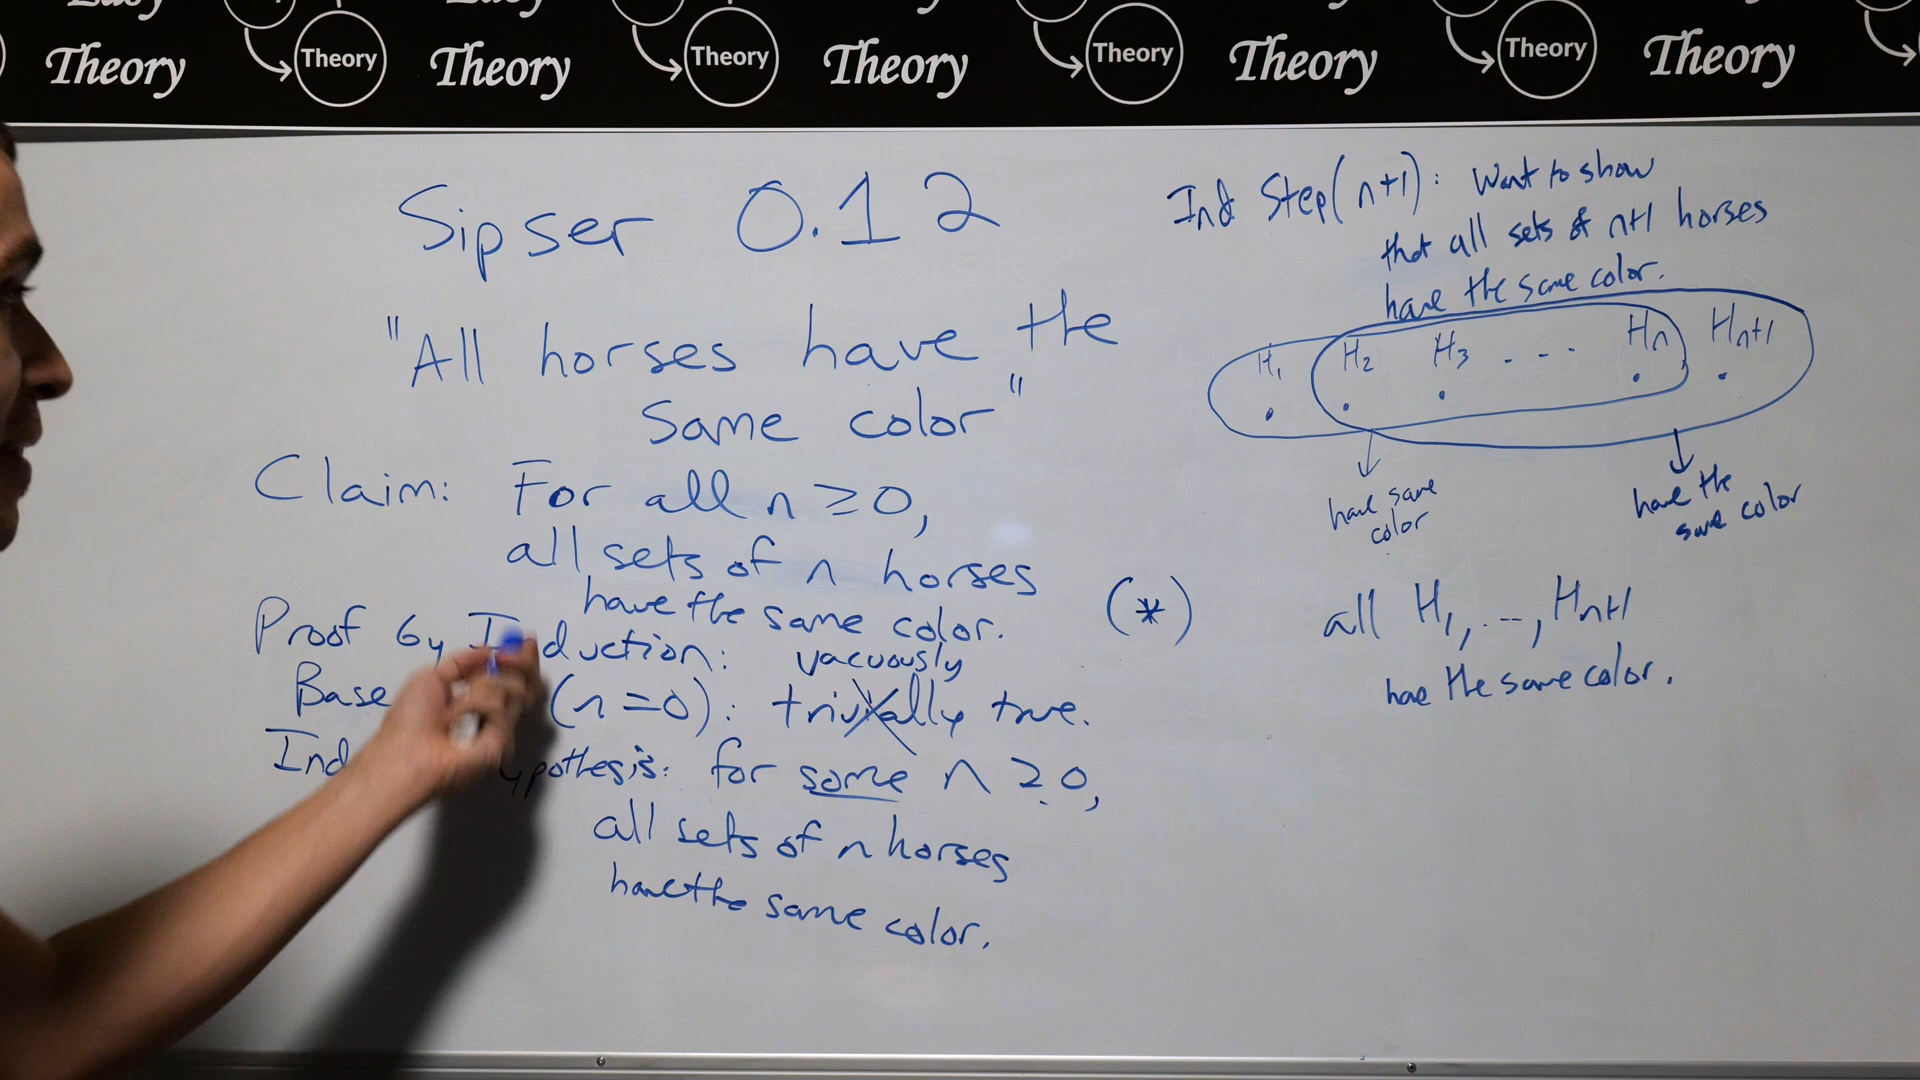 Easy Easy
Theory Theory Theory Theory Theory Theory Theory Theory Theory
Sipser 0.12
"All horses have the
same color"
Claim: For all n ≥ 0,
all sets of n horses
have the same color. (*)
Proof by Induction: vacuously
Base (n=0): trivially true.
Ind ypothesis: for some n ≥ 0,
all sets of n horses
have the same color.
Ind Step(n+1): Want to show
that all sets of n+1 horses
have the same color.
H1 H2 H3 ... Hn Hn+1
have same
color
have the
same color
all H1, ..., Hn+1
have the same color.